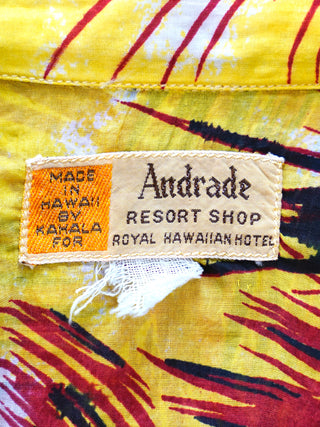 MADE
IN
HAWAII
BY
KAHALA
FOR
Andrade
RESORT SHOP
ROYAL HAWAIIAN HOTEL